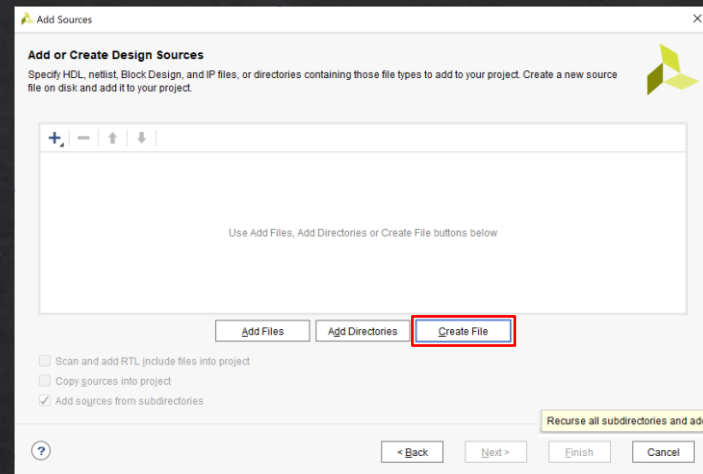 Add Sources
Add or Create Design Sources
Specify HDL, netlist, Block Design, and IP files, or directories containing those file types to add to your project. Create a new source
file on disk and add it to your project.
Use Add Files, Add Directories or Create File buttons below
Add Files Add Directories Create File
Scan and add RTL include files into project
Copy sources into project
Add sources from subdirectories
Recurse all subdirectories and add
? < Back Next > Finish Cancel